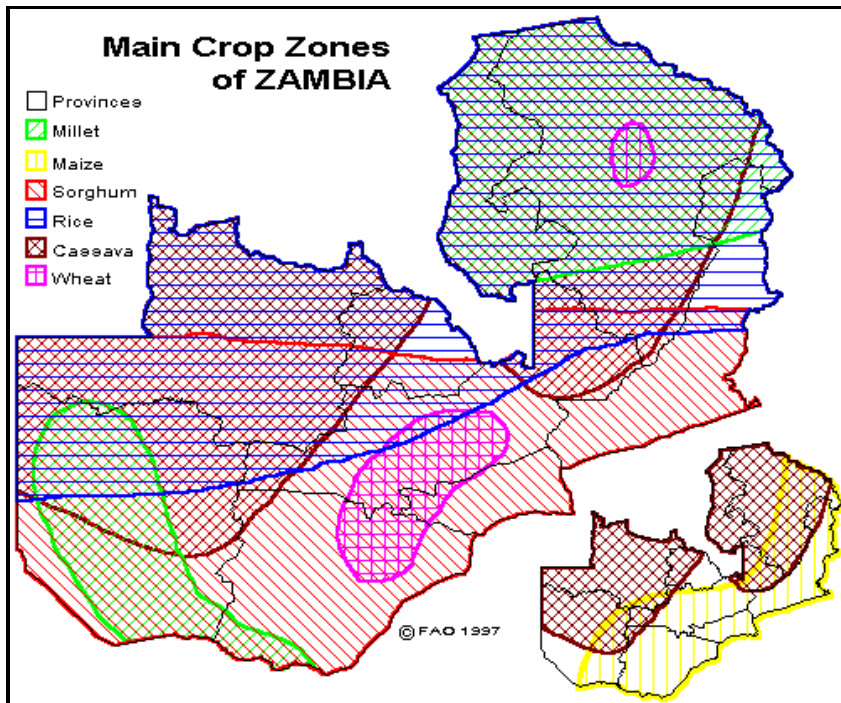 Main Crop Zones
of ZAMBIA
Provinces
Millet
Maize
Sorghum
Rice
Cassava
Wheat
©FAO 1997